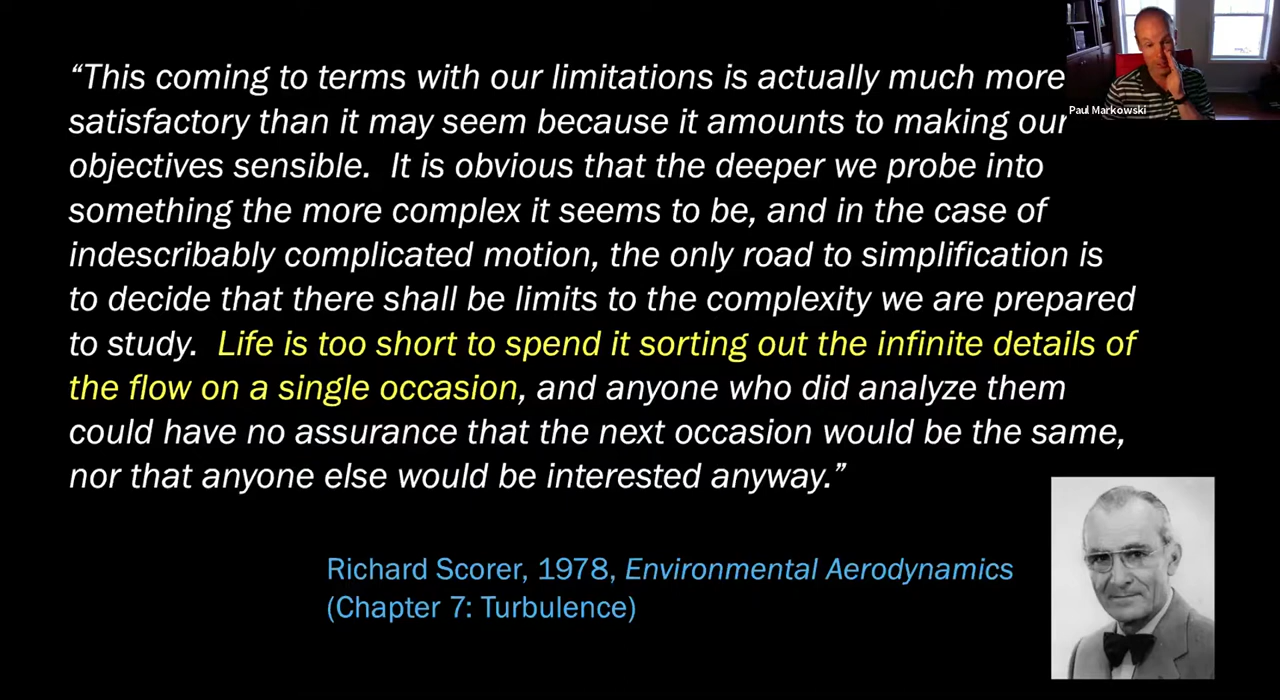 “This coming to terms with our limitations is actually much more
satisfactory than it may seem because it amounts to making our
objectives sensible. It is obvious that the deeper we probe into
something the more complex it seems to be, and in the case of
indescribably complicated motion, the only road to simplification is
to decide that there shall be limits to the complexity we are prepared
to study. Life is too short to spend it sorting out the infinite details of
the flow on a single occasion, and anyone who did analyze them
could have no assurance that the next occasion would be the same,
nor that anyone else would be interested anyway.”
Richard Scorer, 1978, Environmental Aerodynamics
(Chapter 7: Turbulence)
Paul Markowski